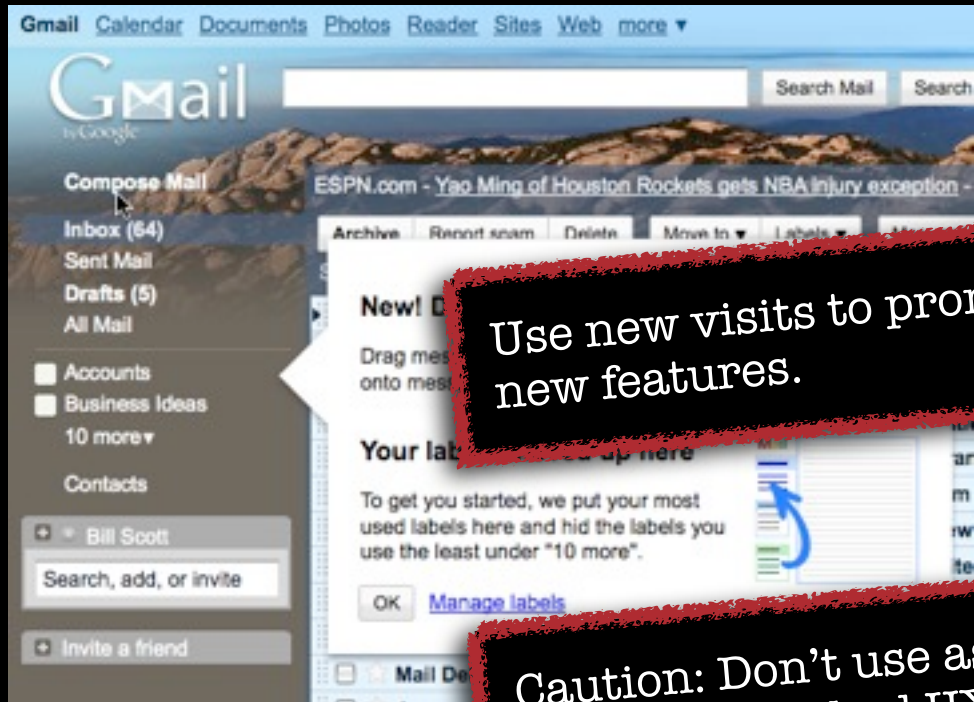 Gmail Calendar Documents Photos Reader Sites Web more ▼
Gmail
by Google
Search Mail Search
Compose Mail
ESPN.com - Yao Ming of Houston Rockets gets NBA Injury exception -
Inbox (64)
Archive Report spam Delete Move to ▼ Labels ▼
Sent Mail
Drafts (5)
All Mail
Accounts
Business Ideas
10 more▼
Contacts
Bill Scott
Search, add, or invite
Invite a friend
New! D
Drag mes
onto mess
Your lab up here
To get you started, we put your most
used labels here and hid the labels you
use the least under "10 more".
OK Manage labels
Mail De
Use new visits to pro
new features.
Caution: Don't use as